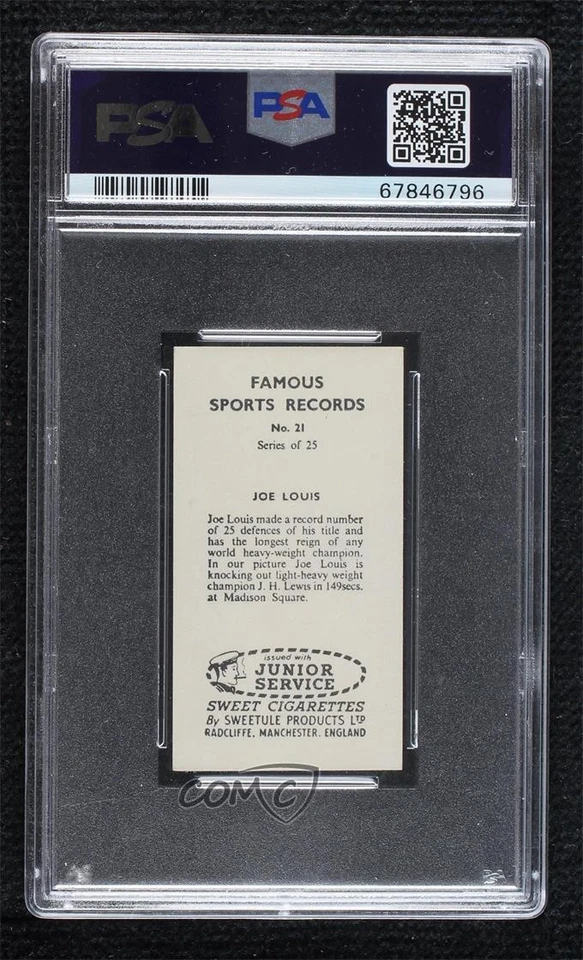 PSA
PSA
67846796
FAMOUS
SPORTS RECORDS
No. 21
Series of 25
JOE LOUIS
Joe Louis made a record number
of 25 defences of his title and
has the longest reign of any
world heavy-weight champion.
In our picture Joe Louis is
knocking out light-heavy weight
champion J. H. Lewis in 149secs.
at Madison Square.
issued with
JUNIOR
SERVICE
SWEET CIGARETTES
By SWEETULE PRODUCTS LTD
RADCLIFFE, MANCHESTER. ENGLAND
COMC